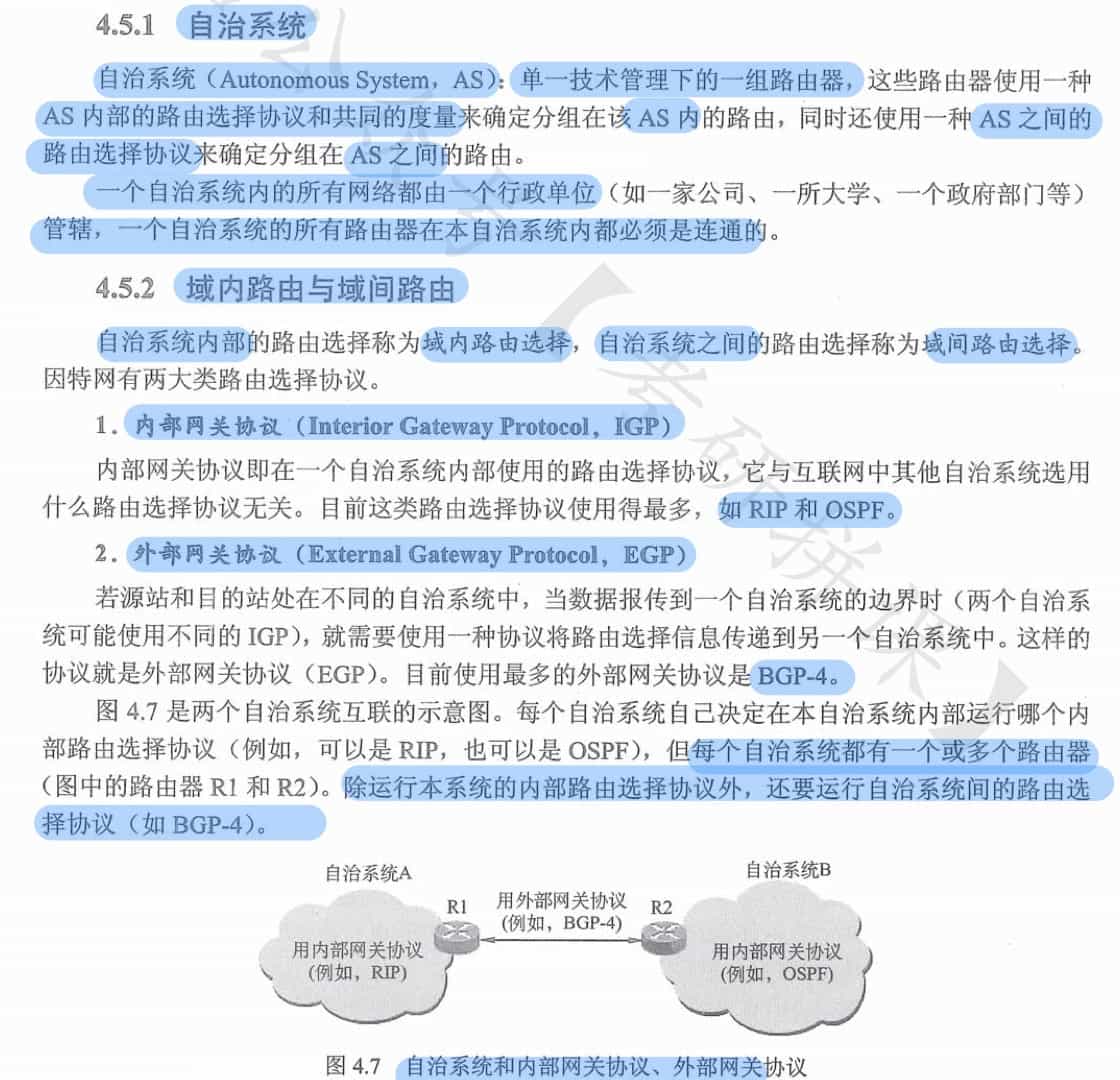 4.5.1 自治系统
自治系统（Autonomous System，AS）：单一技术管理下的一组路由器，这些路由器使用一种
AS 内部的路由选择协议和共同的度量来确定分组在该 AS 内的路由，同时还使用一种 AS 之间的
路由选择协议来确定分组在 AS 之间的路由。
一个自治系统内的所有网络都由一个行政单位（如一家公司、一所大学、一个政府部门等）
管辖，一个自治系统的所有路由器在本自治系统内都必须是连通的。
4.5.2 域内路由与域间路由
自治系统内部的路由选择称为域内路由选择，自治系统之间的路由选择称为域间路由选择。
因特网有两大类路由选择协议。
1. 内部网关协议（Interior Gateway Protocol，IGP）
内部网关协议即在一个自治系统内部使用的路由选择协议，它与互联网中其他自治系统选用
什么路由选择协议无关。目前这类路由选择协议使用得最多，如 RIP 和 OSPF。
2. 外部网关协议（External Gateway Protocol，EGP）
若源站和目的站处在不同的自治系统中，当数据报传到一个自治系统的边界时（两个自治系
统可能使用不同的 IGP），就需要使用一种协议将路由选择信息传递到另一个自治系统中。这样的
协议就是外部网关协议（EGP）。目前使用最多的外部网关协议是 BGP-4。
图 4.7 是两个自治系统互联的示意图。每个自治系统自己决定在本自治系统内部运行哪个内
部路由选择协议（例如，可以是 RIP，也可以是 OSPF），但每个自治系统都有一个或多个路由器
（图中的路由器 R1 和 R2）。除运行本系统的内部路由选择协议外，还要运行自治系统间的路由选
择协议（如 BGP-4）。
自治系统A
自治系统B
R1
用外部网关协议
(例如，BGP-4)
R2
用内部网关协议
(例如，RIP)
用内部网关协议
(例如，OSPF)
图 4.7 自治系统和内部网关协议、外部网关协议
【考研拼课】